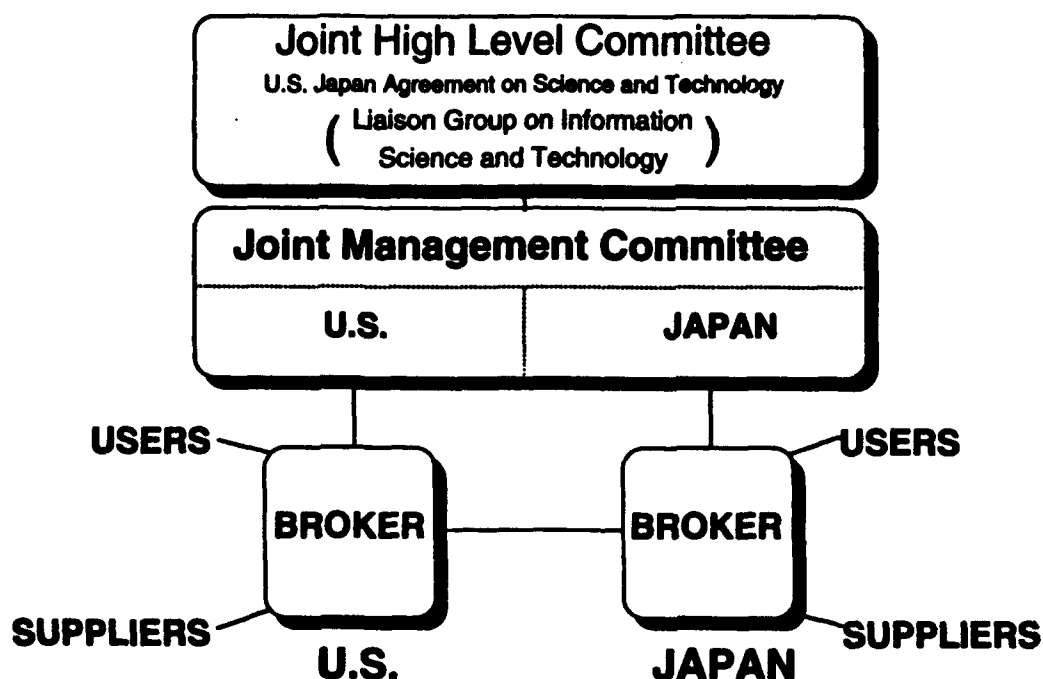 Joint High Level Committee
U.S. Japan Agreement on Science and Technology
( Liaison Group on Information
Science and Technology )
Joint Management Committee
U.S.
JAPAN
USERS
USERS
BROKER
BROKER
SUPPLIERS
SUPPLIERS
U.S.
JAPAN